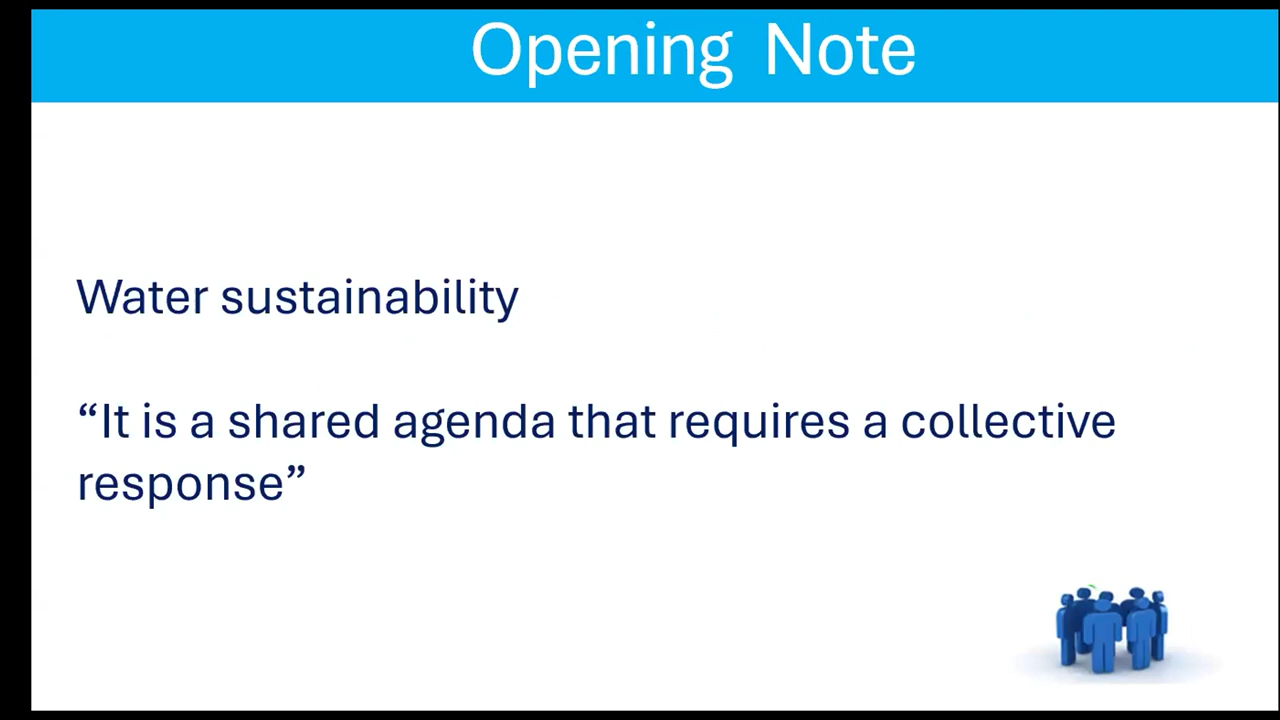 Opening Note
Water sustainability
“It is a shared agenda that requires a collective
response”